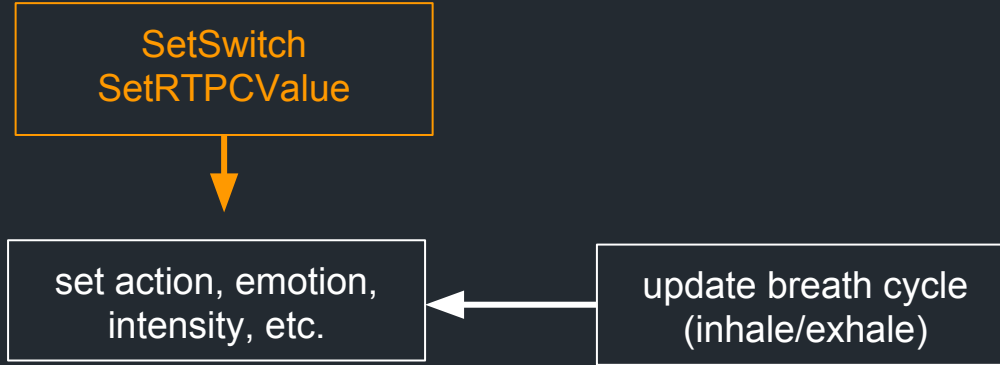 SetSwitch
SetRTPCValue
set action, emotion,
intensity, etc.
update breath cycle
(inhale/exhale)